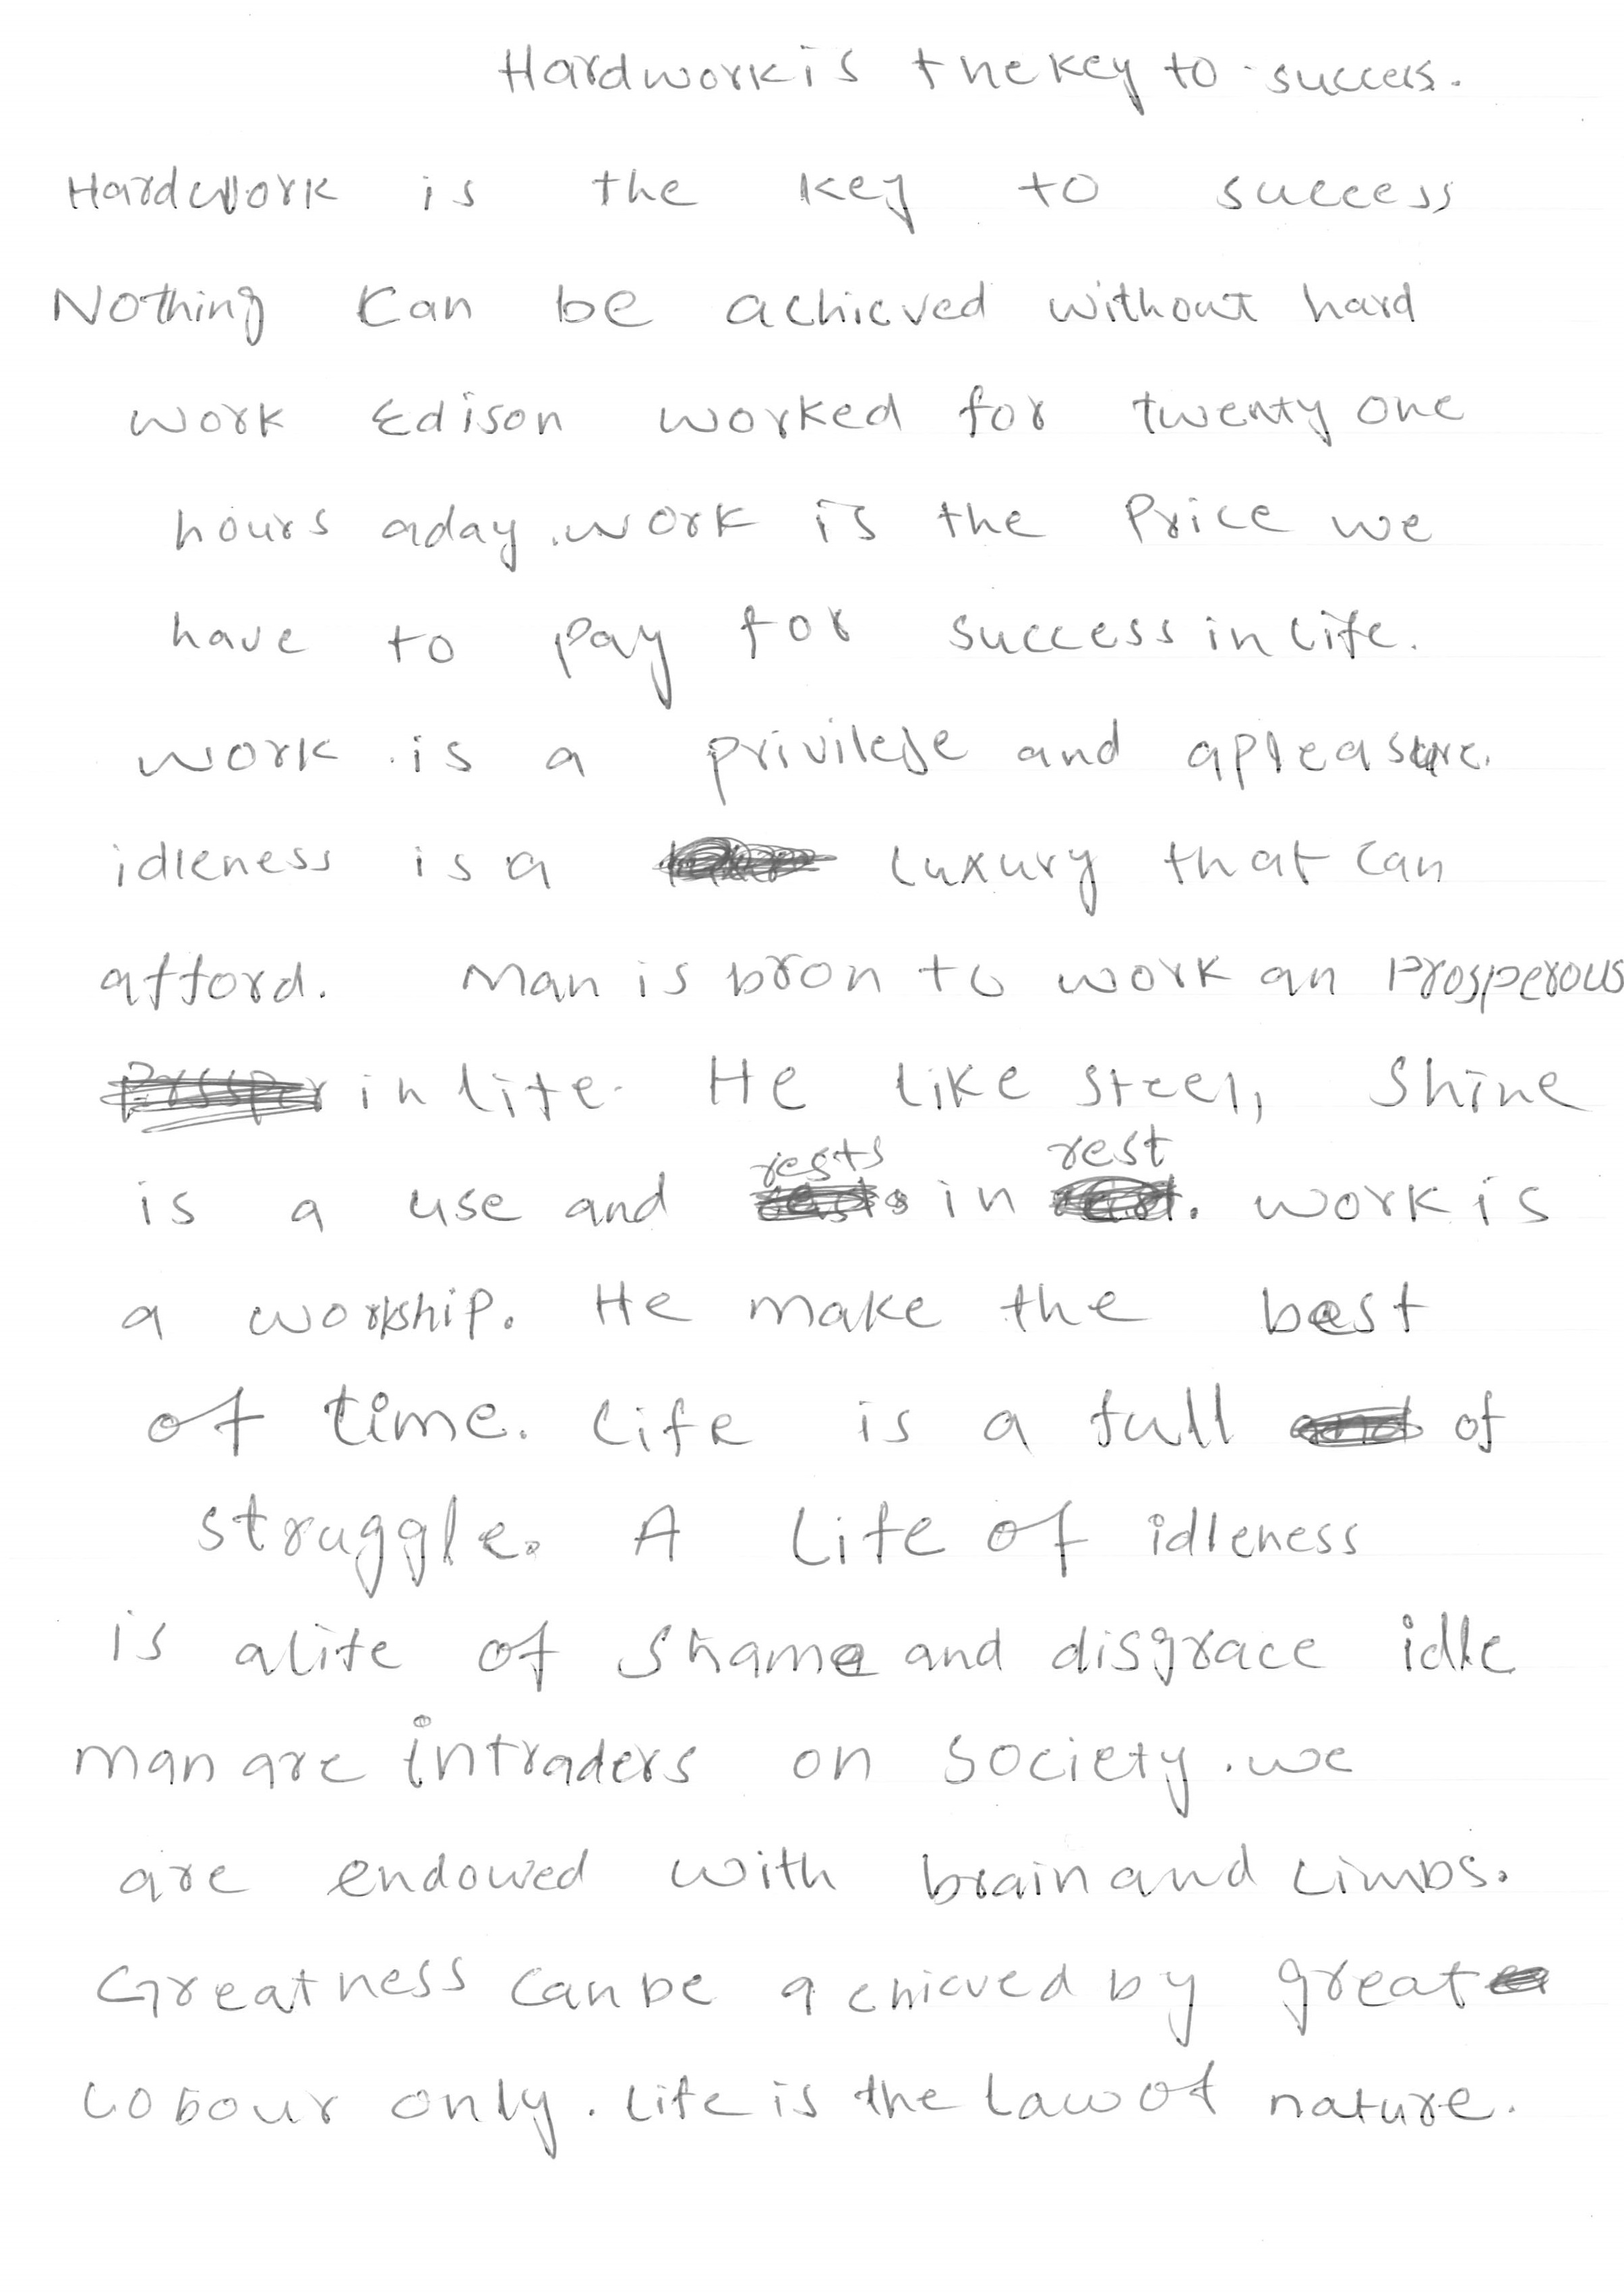 Hardwork is the key to success.
Hardwork is the key to success
Nothing Can be achieved without hard
work Edison worked for twenty one
hours aday. work is the Price we
have to pay for success in life.
work is a privilege and apleasure.
idleness is a luxury that can
afford. Man is bron to work an Prosperous
in life. He like steel, shine
is a use and rests in rest. work is
a workship. He make the best
of time. Life is a full of
struggle. A life of idleness
is alife of shame and disgrace idle
man are intraders on society. we
are endowed with brain and limbs.
Greatness can be achieved by great
lobour only. life is the law of nature.